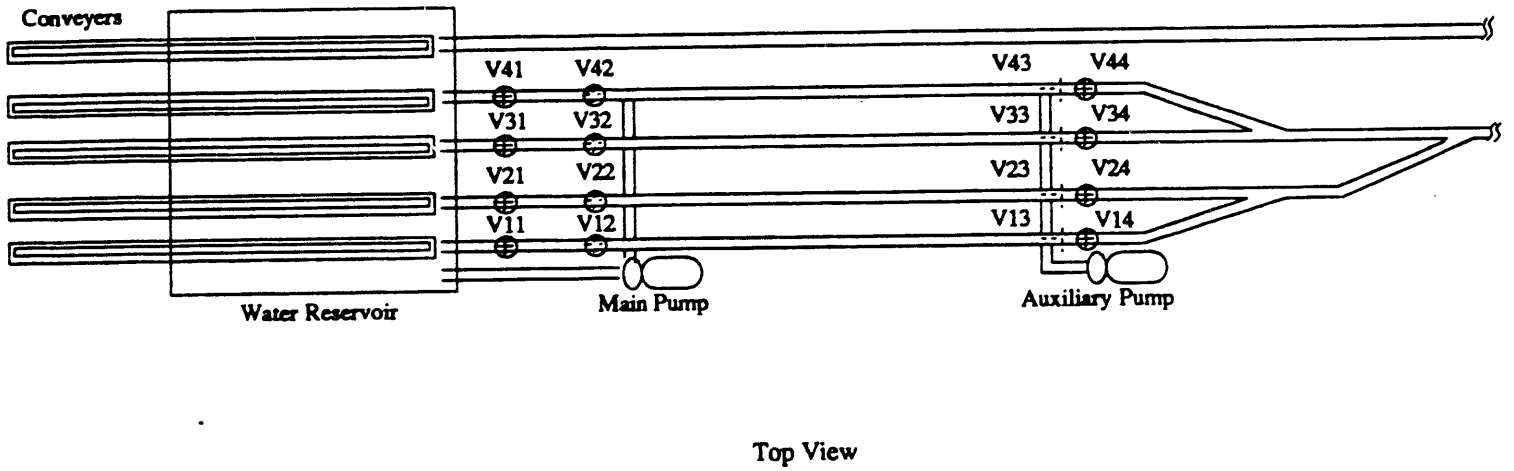 Conveyers
V41 V42 V43 V44
V31 V32 V33 V34
V21 V22 V23 V24
V11 V12 V13 V14
Water Reservoir
Main Pump
Auxiliary Pump
Top View